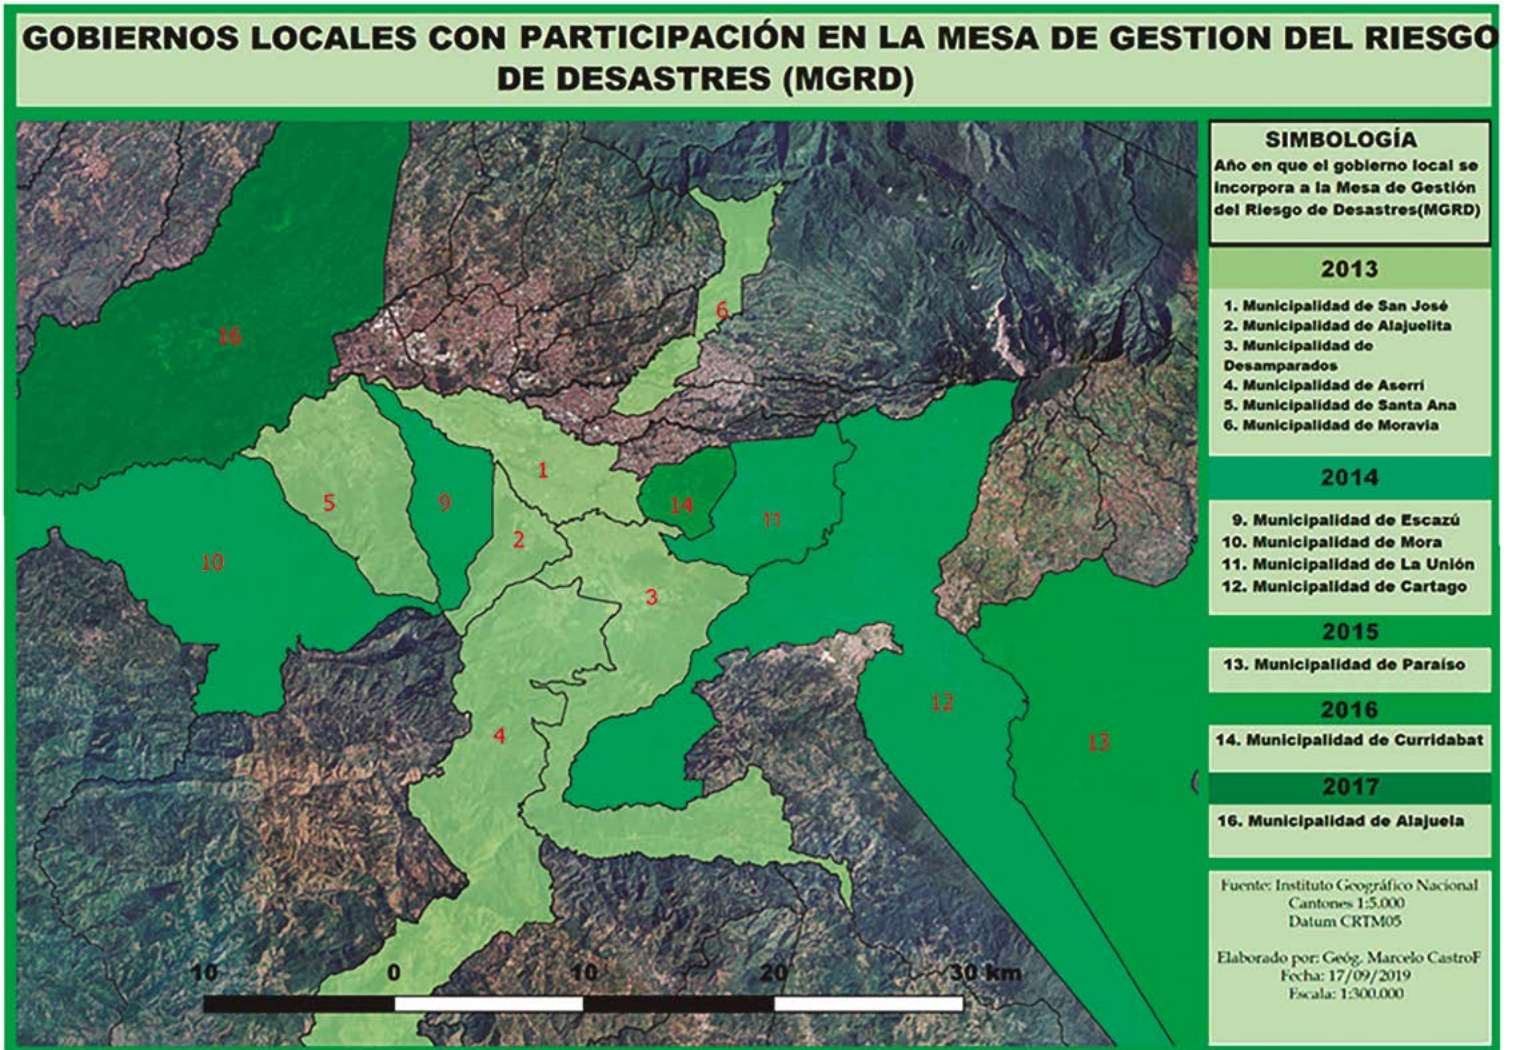 GOBIERNOS LOCALES CON PARTICIPACIÓN EN LA MESA DE GESTION DEL RIESGO
DE DESASTRES (MGRD)
SIMBOLOGÍA
Año en que el gobierno local se
incorpora a la Mesa de Gestión
del Riesgo de Desastres(MGRD)
2013
1. Municipalidad de San José
2. Municipalidad de Alajuelita
3. Municipalidad de
Desamparados
4. Municipalidad de Aserrí
5. Municipalidad de Santa Ana
6. Municipalidad de Moravia
2014
9. Municipalidad de Escazú
10. Municipalidad de Mora
11. Municipalidad de La Unión
12. Municipalidad de Cartago
2015
13. Municipalidad de Paraíso
2016
14. Municipalidad de Curridabat
2017
16. Municipalidad de Alajuela
Fuente: Instituto Geográfico Nacional
Cantones 1:5.000
Datum CRTM05
Elaborado por: Geóg. Marcelo CastroF
Fecha: 17/09/2019
Escala: 1:300.000
6
16
1
5
9
14
11
2
10
3
12
4
13
10 0 10 20 30 km